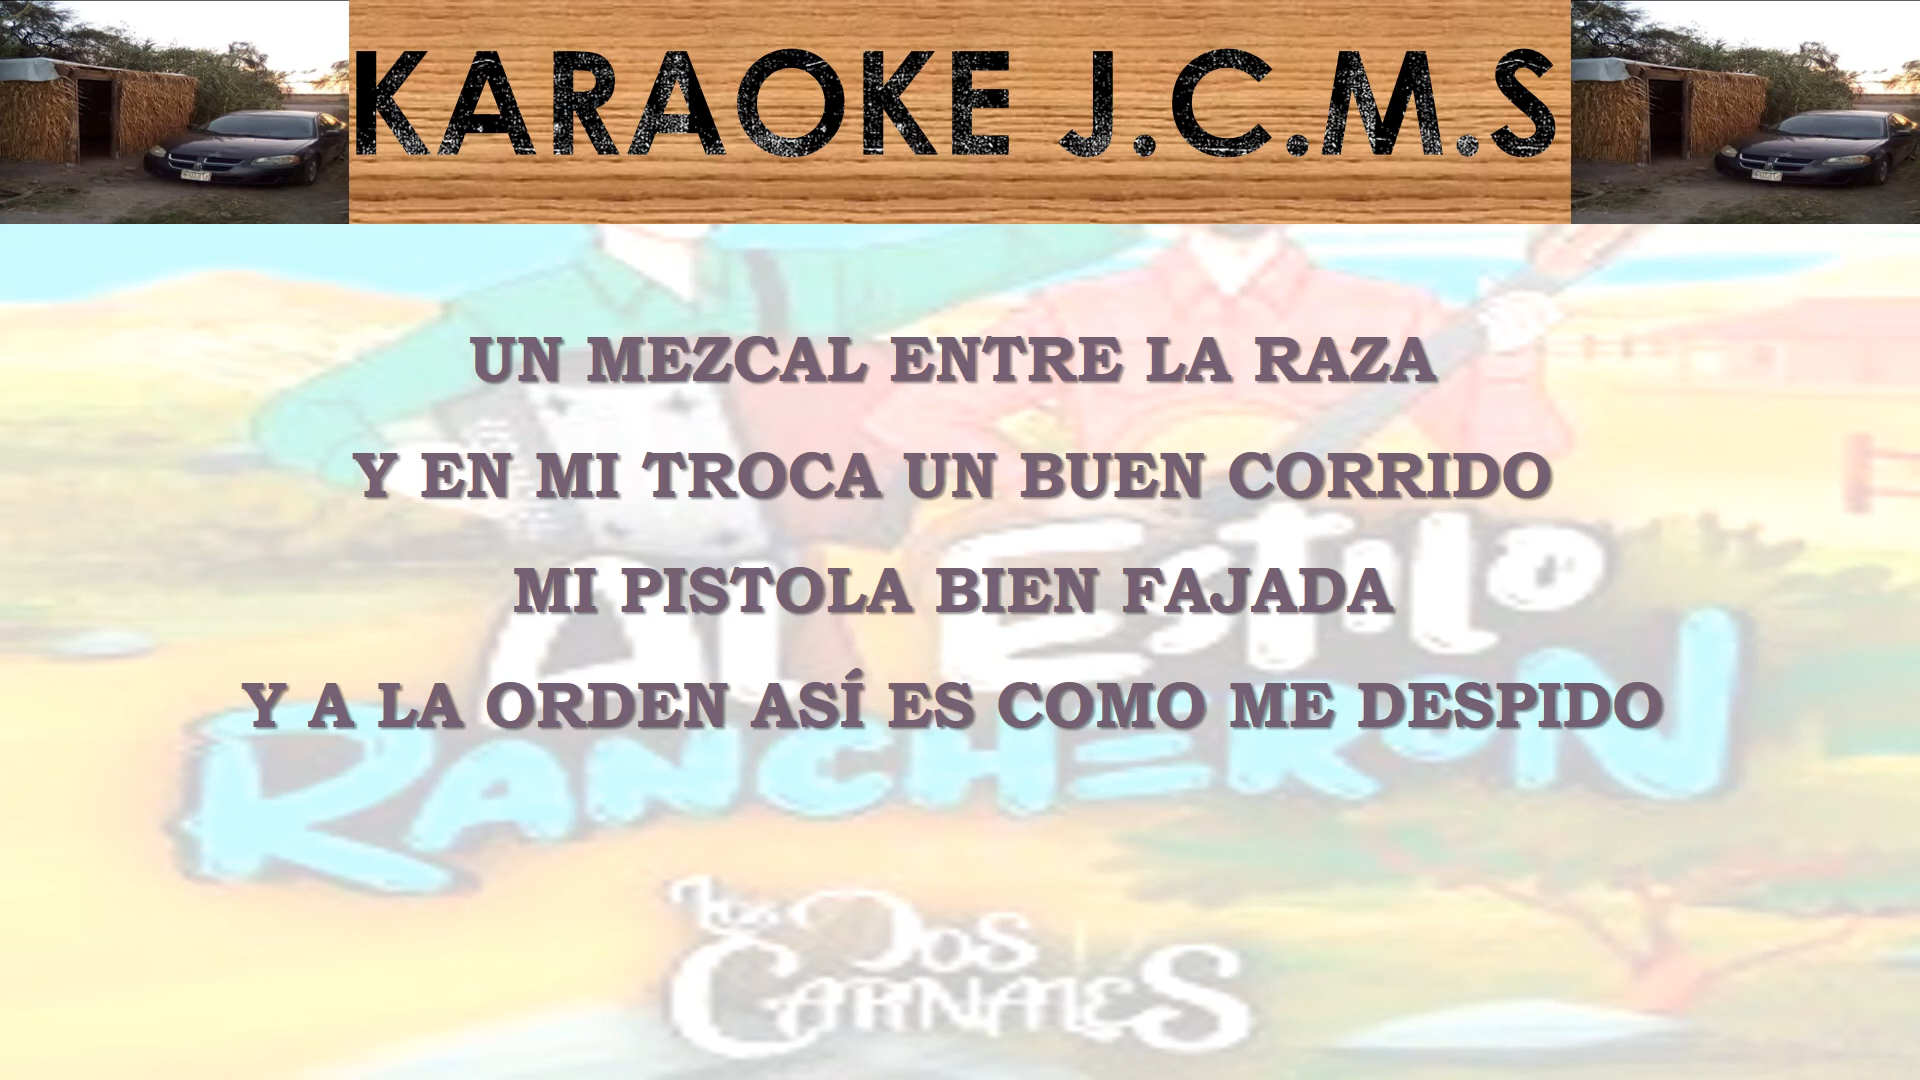 KARAOKE J.C.M.S
UN MEZCAL ENTRE LA RAZA
Y EN MI TROCA UN BUEN CORRIDO
MI PISTOLA BIEN FAJADA
Y A LA ORDEN ASÍ ES COMO ME DESPIDO
Al Estilo
RANCHERON
Los Dos
CARNALES